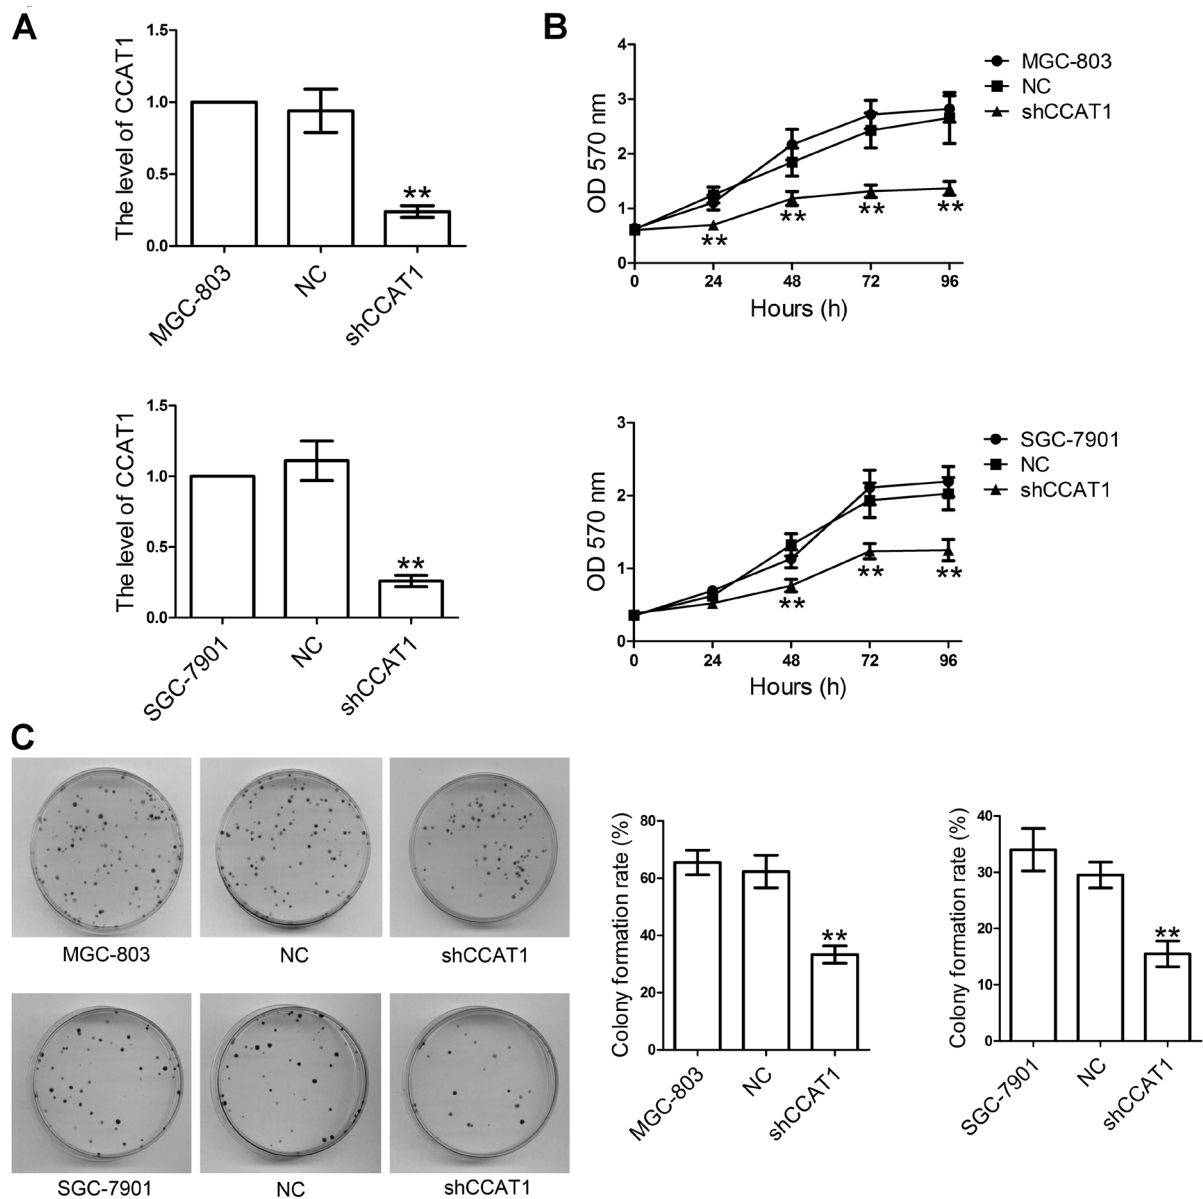 A
The level of CCAT1
1.5
1.0
0.5
0.0
**
MGC-803
NC
shCCAT1
B
OD 570 nm
4
3
2
1
0
** ** ** **
0 24 48 72 96
Hours (h)
MGC-803
NC
shCCAT1
The level of CCAT1
1.5
1.0
0.5
0.0
**
SGC-7901
NC
shCCAT1
OD 570 nm
3
2
1
0
** ** **
0 24 48 72 96
Hours (h)
SGC-7901
NC
shCCAT1
C
MGC-803 NC shCCAT1
SGC-7901 NC shCCAT1
Colony formation rate (%)
80
60
40
20
0
**
MGC-803
NC
shCCAT1
Colony formation rate (%)
40
30
20
10
0
**
SGC-7901
NC
shCCAT1